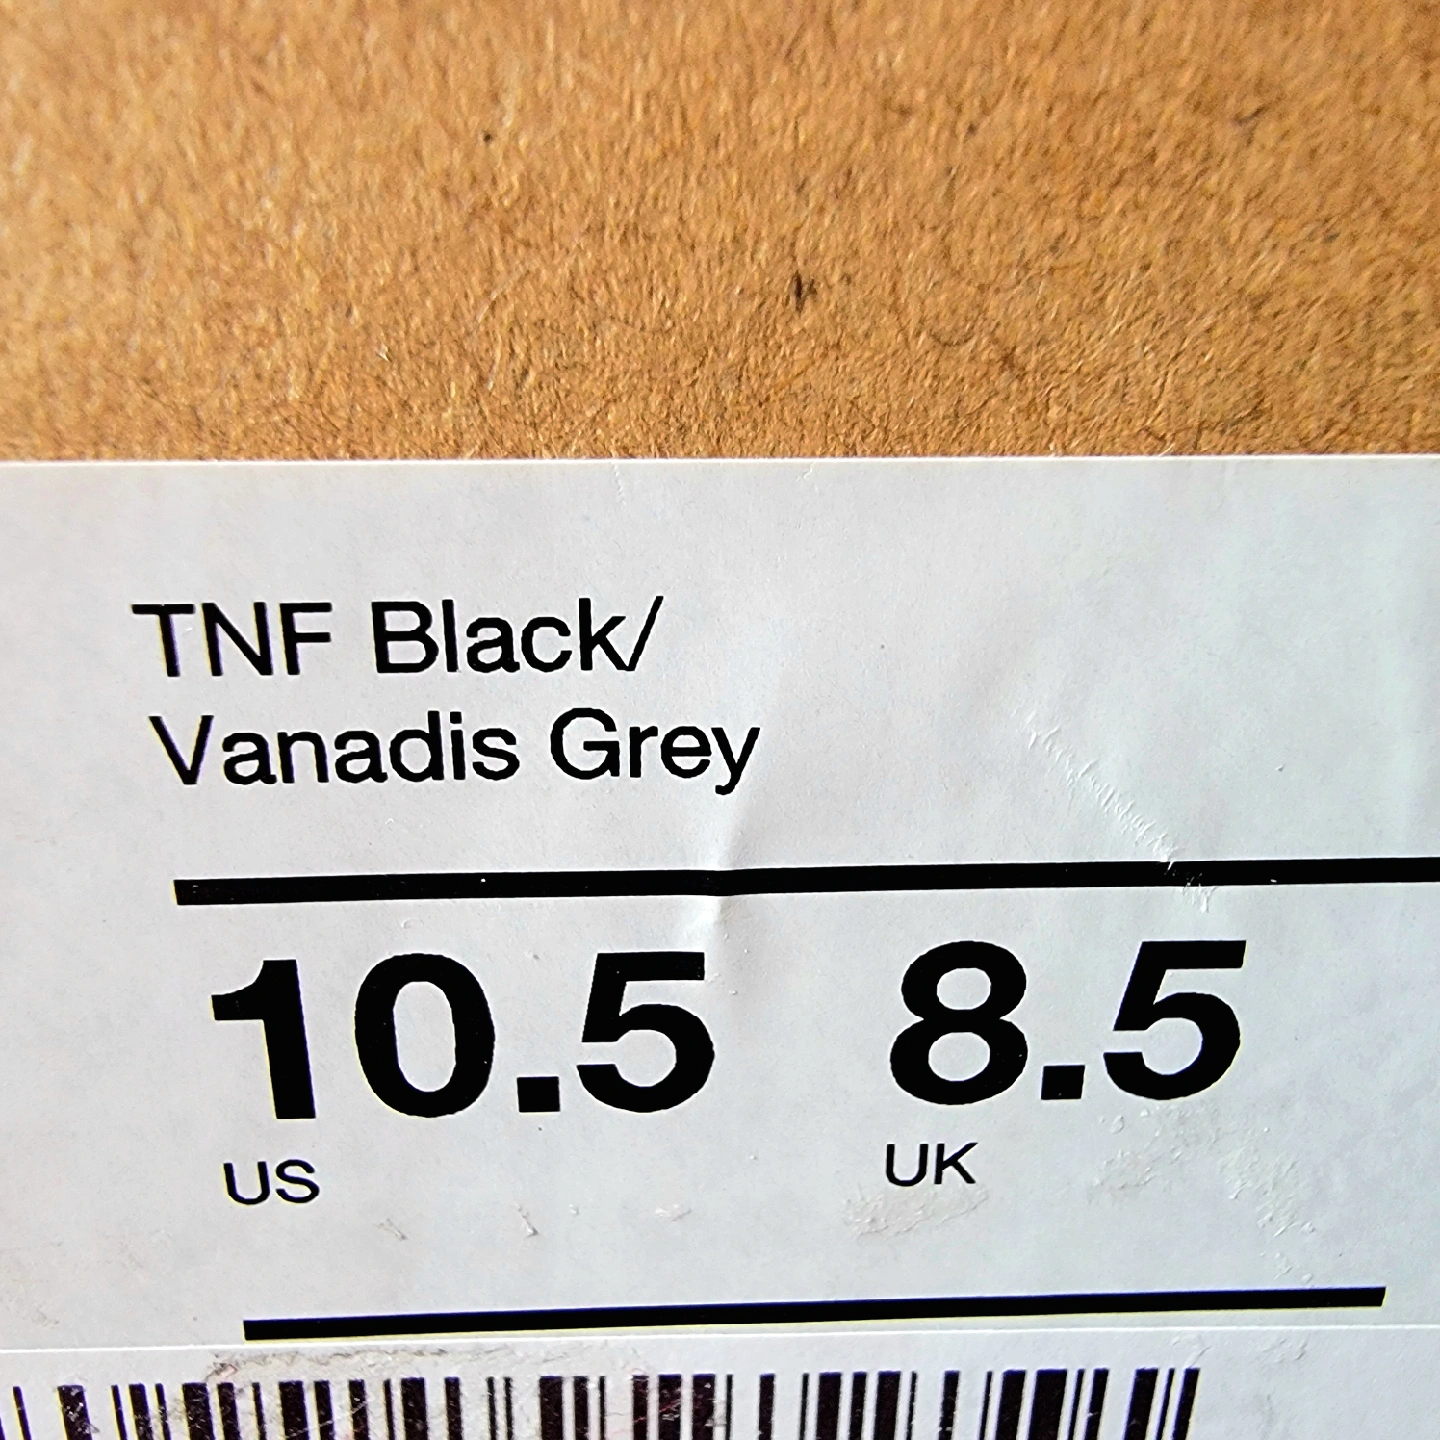 TNF Black/
Vanadis Grey
10.5 8.5
US UK